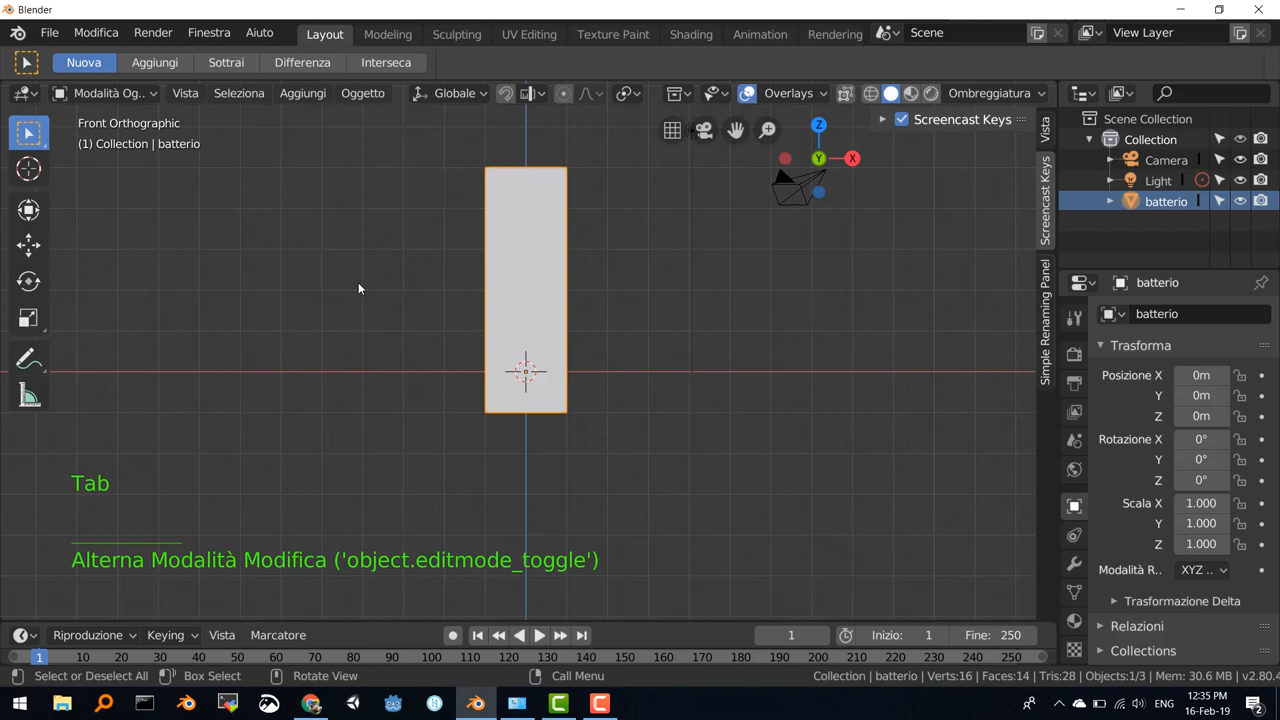 Blender
File Modifica Render Finestra Aiuto Layout Modeling Sculpting UV Editing Texture Paint Shading Animation Rendering Scene View Layer
Nuova Aggiungi Sottrai Differenza Interseca
Modalità Og.. Vista Seleziona Aggiungi Oggetto Globale Overlays Ombreggiatura
Front Orthographic
(1) Collection | batterio
Screencast Keys
Z
Y
X
Vista
Screencast Keys
Simple Renaming Panel
Scene Collection
Collection
Camera
Light
batterio
batterio
batterio
Trasforma
Posizione X 0m
Y 0m
Z 0m
Rotazione X 0°
Y 0°
Z 0°
Scala X 1.000
Y 1.000
Z 1.000
Modalità R.. XYZ ..
Trasformazione Delta
Relazioni
Collections
Tab
Alterna Modalità Modifica ('object.editmode_toggle')
Riproduzione Keying Vista Marcatore 1 Inizio: 1 Fine: 250
1 10 20 30 40 50 60 70 80 90 100 110 120 130 140 150 160 170 180 190 200 210 220 230 240 250
Select or Deselect All Box Select Rotate View Call Menu Collection | batterio | Verts:16 | Faces:14 | Tris:28 | Objects:1/3 | Mem: 30.6 MB | v2.80.4
12:35 PM
16-Feb-19
2